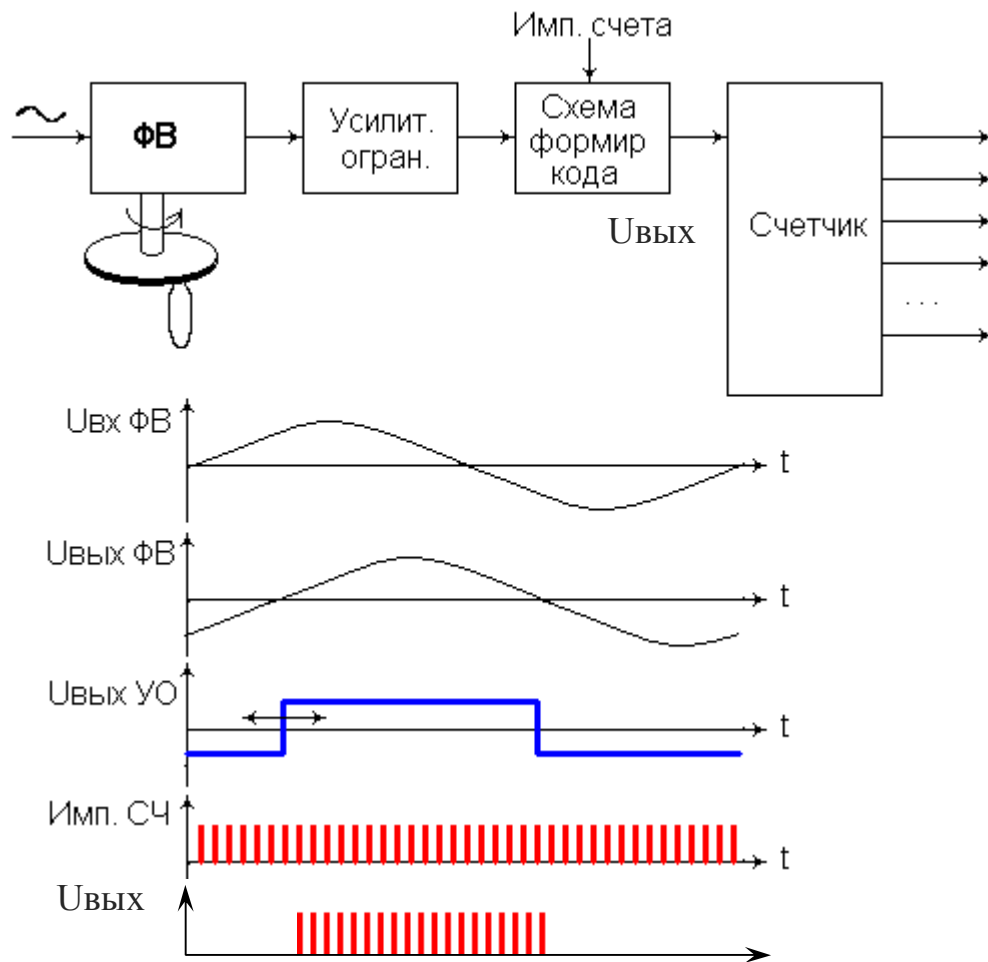 Имп. счета
ФВ
Усилит.
огран.
Схема
формир
кода
Счетчик
. . .
Uвых
Uвх ФВ
t
Uвых ФВ
t
Uвых УО
t
Имп. СЧ
t
Uвых